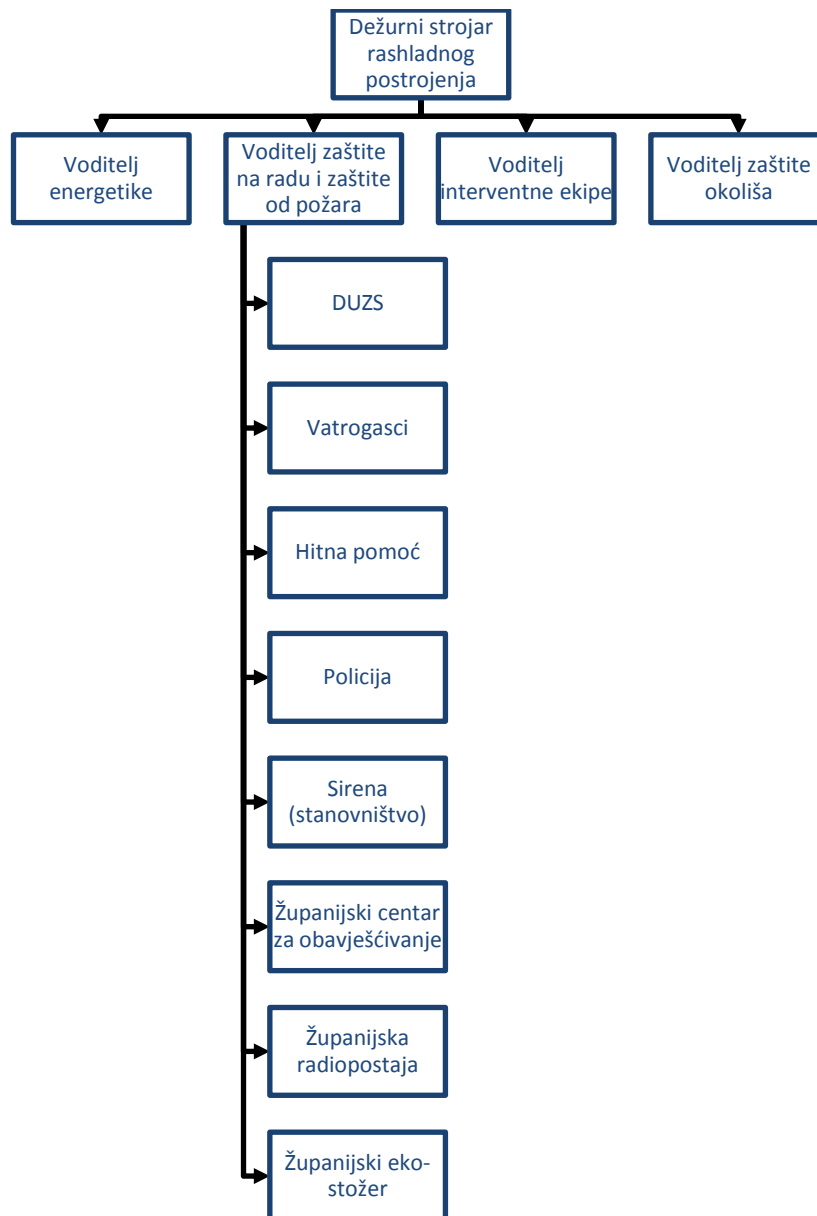 Dežurni strojar
rashladnog
postrojenja
Voditelj
energetike
Voditelj zaštite
na radu i zaštite
od požara
Voditelj
interventne ekipe
Voditelj zaštite
okoliša
DUZS
Vatrogasci
Hitna pomoć
Policija
Sirena
(stanovništvo)
Županijski centar
za obavješćivanje
Županijska
radiopostaja
Županijski eko-
stožer